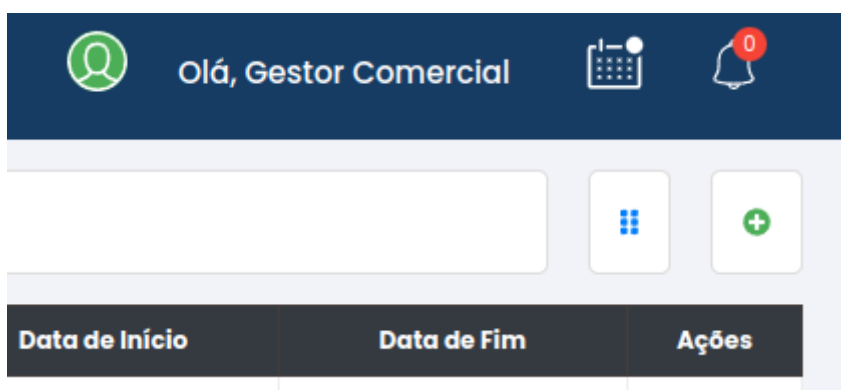 Olá, Gestor Comercial
0
Data de Início Data de Fim Ações